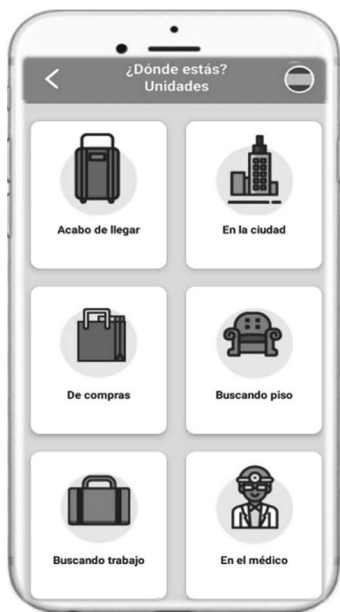 ¿Dónde estás?
Unidades
Acabo de llegar
En la ciudad
De compras
Buscando piso
Buscando trabajo
En el médico